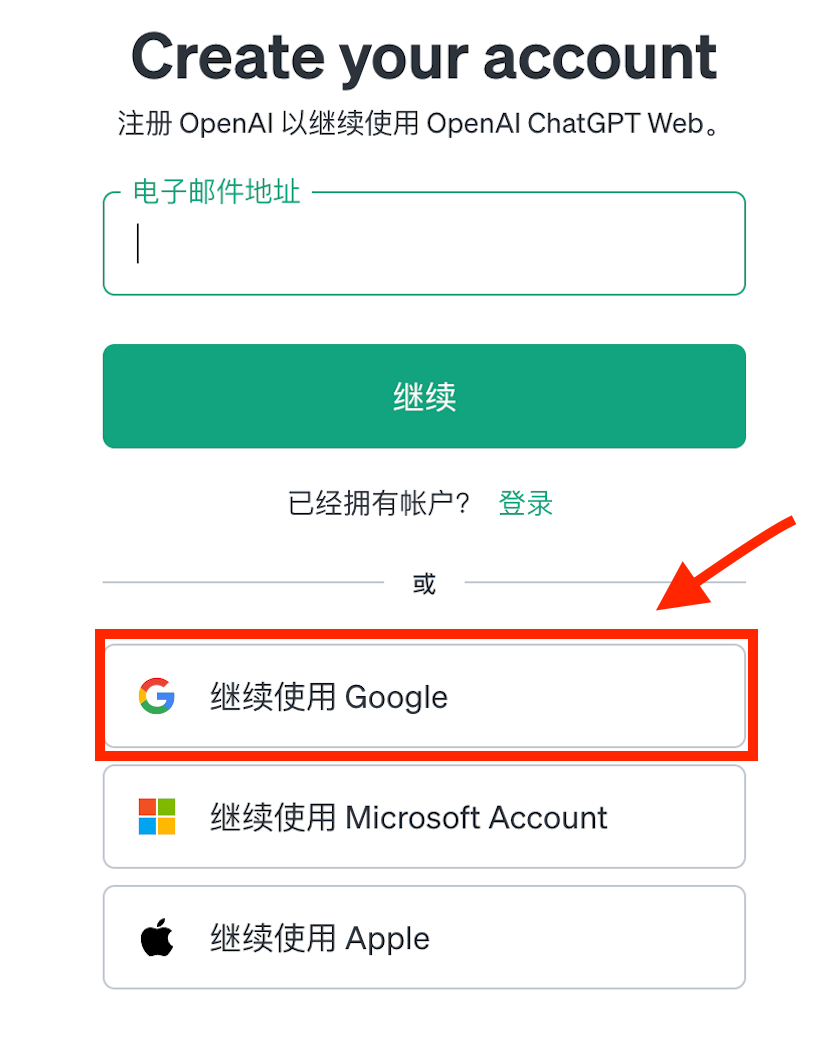 Create your account
注册 OpenAI 以继续使用 OpenAI ChatGPT Web。
电子邮件地址
继续
已经拥有帐户？ 登录
或
继续使用 Google
继续使用 Microsoft Account
继续使用 Apple